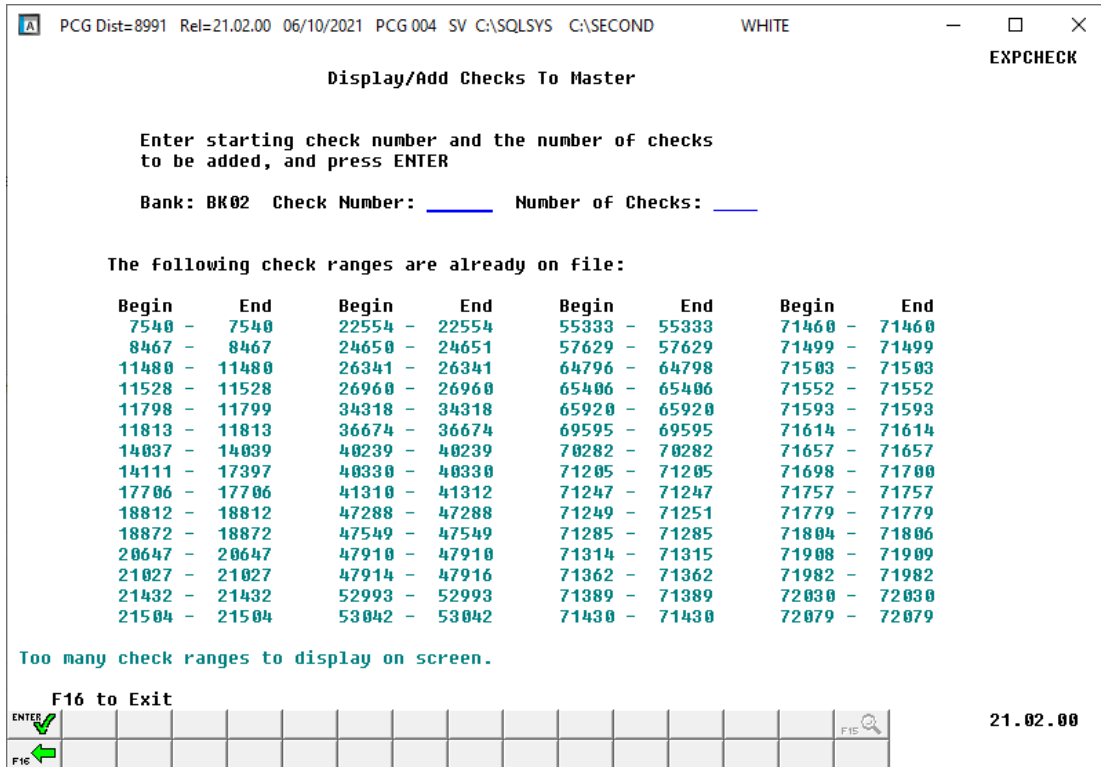 PCG Dist=8991 Rel=21.02.00 06/10/2021 PCG 004 SV C:\SQLSYS C:\SECOND WHITE
EXPCHECK
Display/Add Checks To Master
Enter starting check number and the number of checks
to be added, and press ENTER
Bank: BK02 Check Number: ______ Number of Checks: ____
The following check ranges are already on file:
Begin End Begin End Begin End Begin End
7540 - 7540 22554 - 22554 55333 - 55333 71460 - 71460
8467 - 8467 24650 - 24651 57629 - 57629 71499 - 71499
11480 - 11480 26341 - 26341 64796 - 64798 71503 - 71503
11528 - 11528 26960 - 26960 65406 - 65406 71552 - 71552
11798 - 11799 34318 - 34318 65920 - 65920 71593 - 71593
11813 - 11813 36674 - 36674 69595 - 69595 71614 - 71614
14037 - 14039 40239 - 40239 70282 - 70282 71657 - 71657
14111 - 17397 40330 - 40330 71205 - 71205 71698 - 71700
17706 - 17706 41310 - 41312 71247 - 71247 71757 - 71757
18812 - 18812 47288 - 47288 71249 - 71251 71779 - 71779
18872 - 18872 47549 - 47549 71285 - 71285 71804 - 71806
20647 - 20647 47910 - 47910 71314 - 71315 71908 - 71909
21027 - 21027 47914 - 47916 71362 - 71362 71982 - 71982
21432 - 21432 52993 - 52993 71389 - 71389 72030 - 72030
21504 - 21504 53042 - 53042 71430 - 71430 72079 - 72079
Too many check ranges to display on screen.
F16 to Exit
ENTER F15 21.02.00
F16